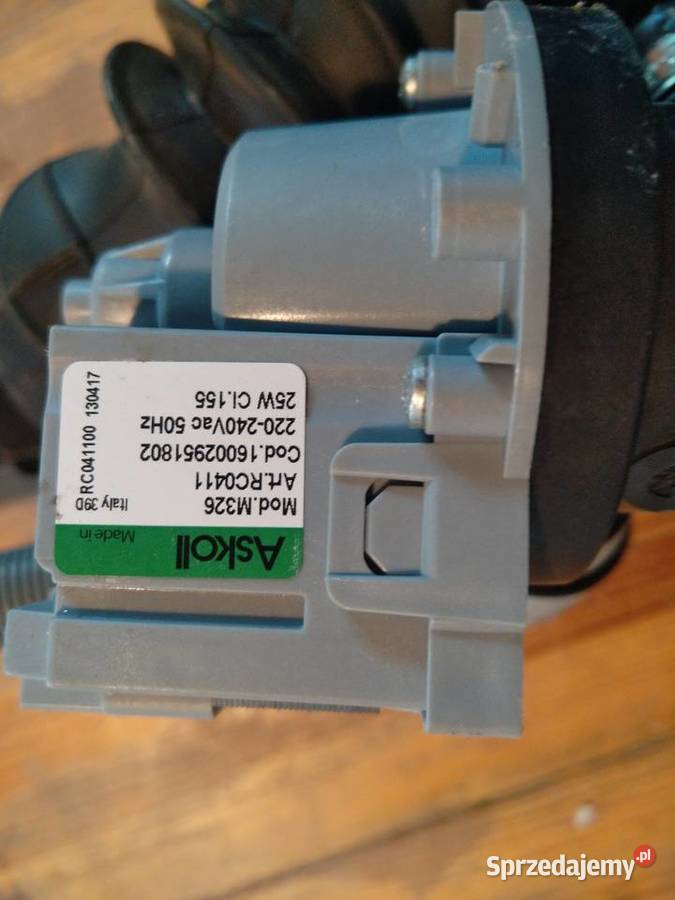 Askoll
Made in
Italy 39D
Mod.M326
Art.RC0411
Cod.16002951802
220-240Vac 50Hz
25W Cl.155
RC041100 130417
Sprzedajemy.pl